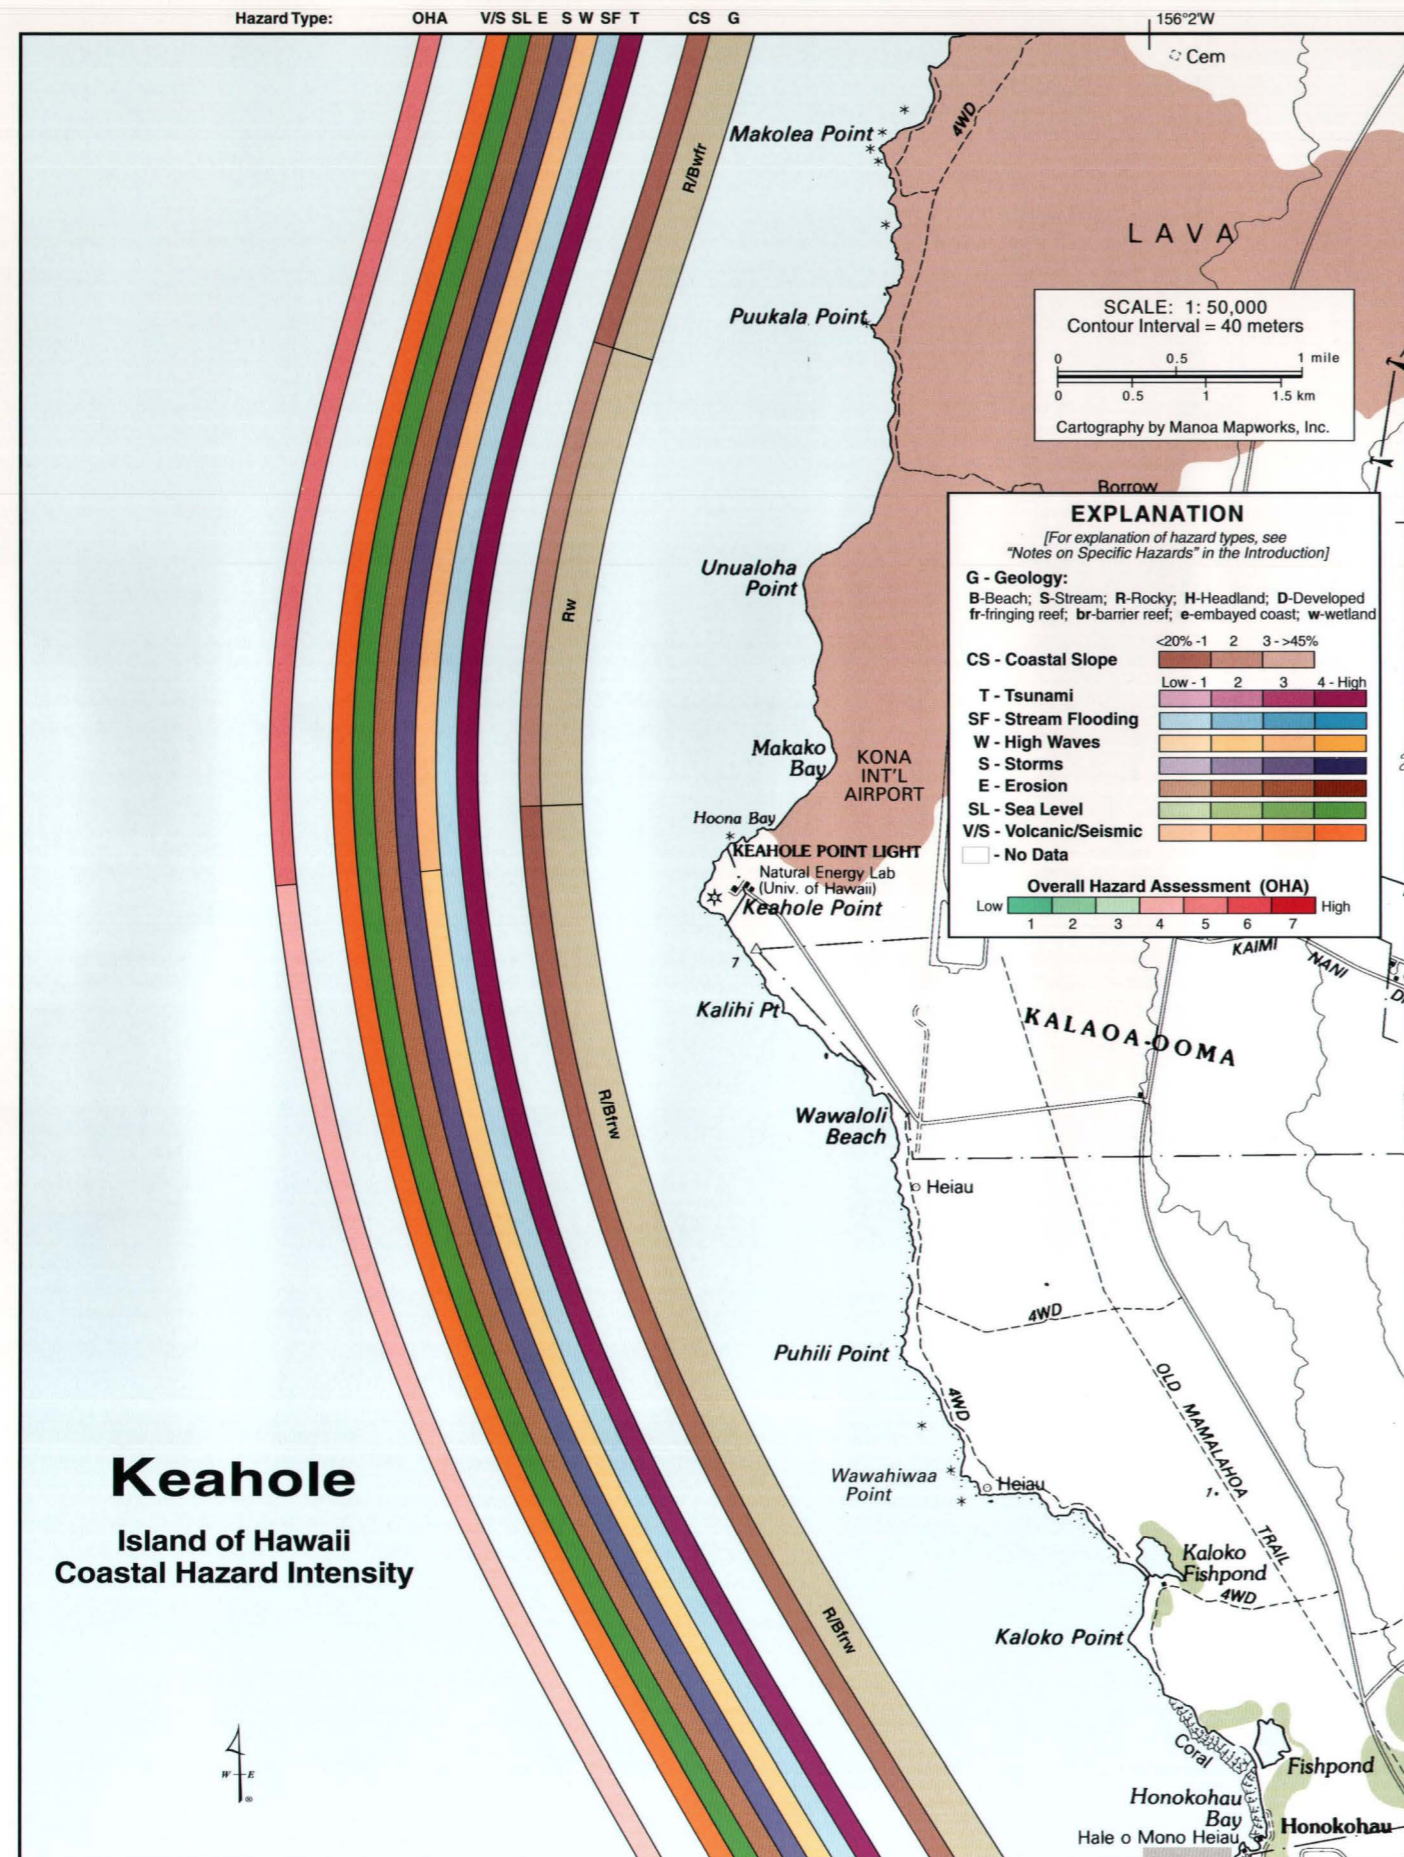 Hazard Type: OHA V/S SL E S W SF T CS G
156°2'W
Cem
4WD
Makolea Point
R/Bwfr
LAVA
Puukala Point
SCALE: 1: 50,000
Contour Interval = 40 meters
0 0.5 1 mile
0 0.5 1 1.5 km
Cartography by Manoa Mapworks, Inc.
Borrow
EXPLANATION
[For explanation of hazard types, see
"Notes on Specific Hazards" in the Introduction]
G - Geology:
B-Beach; S-Stream; R-Rocky; H-Headland; D-Developed
fr-fringing reef; br-barrier reef; e-embayed coast; w-wetland
<20% -1 2 3 - >45%
CS - Coastal Slope
Low - 1 2 3 4 - High
T - Tsunami
SF - Stream Flooding
W - High Waves
S - Storms
E - Erosion
SL - Sea Level
V/S - Volcanic/Seismic
- No Data
Overall Hazard Assessment (OHA)
Low High
1 2 3 4 5 6 7
Unualoha
Point
Rw
Makako
Bay
KONA
INT'L
AIRPORT
Hoona Bay
KEAHOLE POINT LIGHT
Natural Energy Lab
(Univ. of Hawaii)
Keahole Point
7
KAIMI
NANI
Kalihi Pt
KALAOA-OOMA
R/Bfrw
Wawaloli
Beach
Heiau
4WD
Puhili Point
4WD
OLD MAMALAHOA TRAIL
Keahole
Island of Hawaii
Coastal Hazard Intensity
Wawahiwaa
Point
Heiau
1
Kaloko
Fishpond
4WD
R/Bfrw
Kaloko Point
Coral
Fishpond
W E
Honokohau
Bay
Honokohau
Hale o Mono Heiau